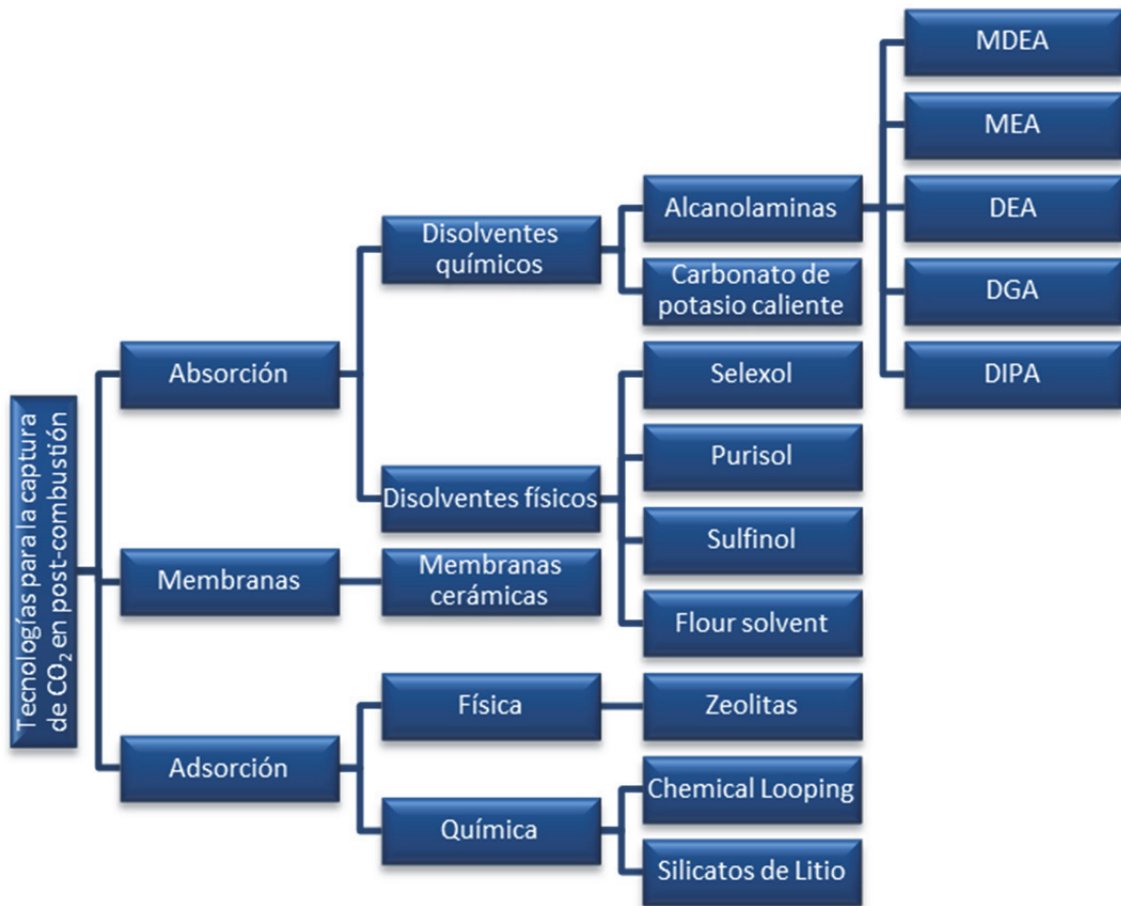 Tecnologías para la captura
de CO₂ en post-combustión
Absorción
Disolventes
químicos
Alcanolaminas
MDEA
MEA
DEA
DGA
DIPA
Carbonato de
potasio caliente
Disolventes físicos
Selexol
Purisol
Sulfinol
Flour solvent
Membranas
Membranas
cerámicas
Adsorción
Física
Zeolitas
Química
Chemical Looping
Silicatos de Litio